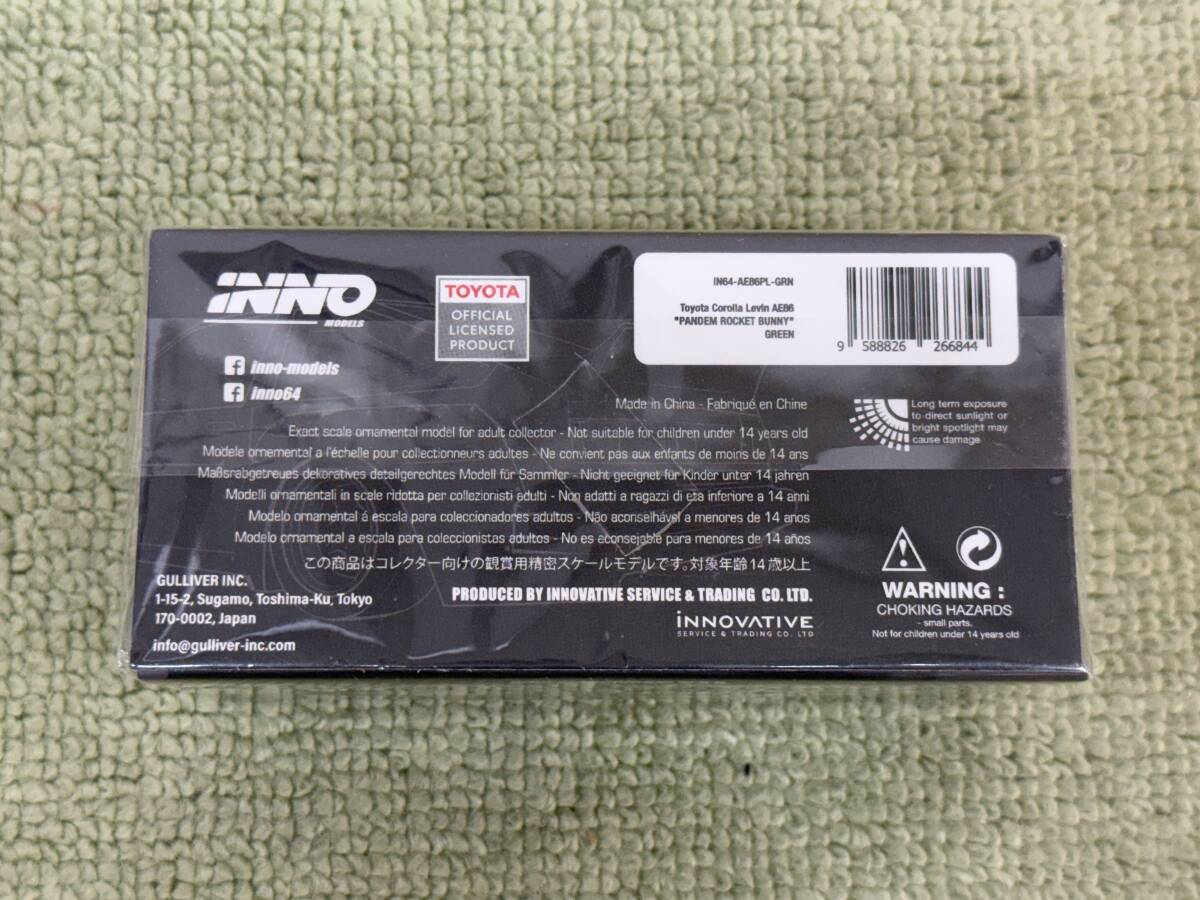 INNO
MODELS
inno-models
inno64
TOYOTA
OFFICIAL
LICENSED
PRODUCT
IN64-AE86PL-GRN
Toyota Corolla Levin AE86
"PANDEM ROCKET BUNNY"
GREEN
9 588826 266844
Made in China - Fabriqué en Chine
Long term exposure
to direct sunlight or
bright spotlight may
cause damage
Exact scale ornamental model for adult collector - Not suitable for children under 14 years old
Modele ornemental a l'échelle pour collectionneurs adultes - Ne convient pas aux enfants de moins de 14 ans
Maßsrabgetreues dekoratives detailgerechtes Modell für Sammler - Nicht geeignet für Kinder unter 14 jahren
Modelli ornamentali in scale ridotta per collezionisti adulti - Non adatti a ragazzi di eta inferiore a 14 anni
Modelo ornamental á escala para coleccionadores adultos - Não aconselhável a menores de 14 anos
Modelo ornamental a escala para coleccionistas adultos - No es aconsejable para menores de 14 años
この商品はコレクター向けの観賞用精密スケールモデルです。対象年齢14歳以上
GULLIVER INC.
1-15-2, Sugamo, Toshima-Ku, Tokyo
170-0002, Japan
info@gulliver-inc.com
PRODUCED BY INNOVATIVE SERVICE & TRADING CO. LTD.
INNOVATIVE
SERVICE & TRADING CO. LTD
WARNING :
CHOKING HAZARDS
- small parts.
Not for children under 14 years old